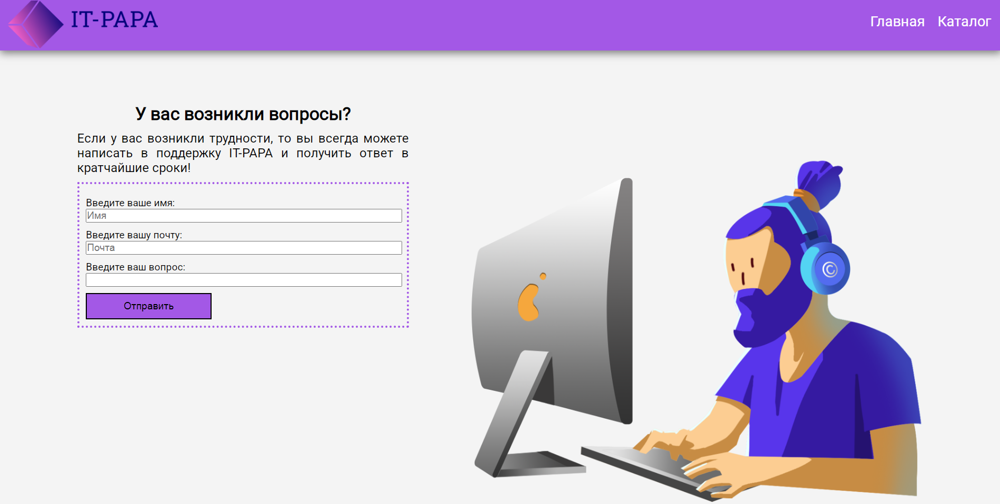 IT-PAPA
Главная Каталог
У вас возникли вопросы?
Если у вас возникли трудности, то вы всегда можете
написать в поддержку IT-PAPA и получить ответ в
кратчайшие сроки!
Введите ваше имя:
Имя
Введите вашу почту:
Почта
Введите ваш вопрос:
Отправить
©